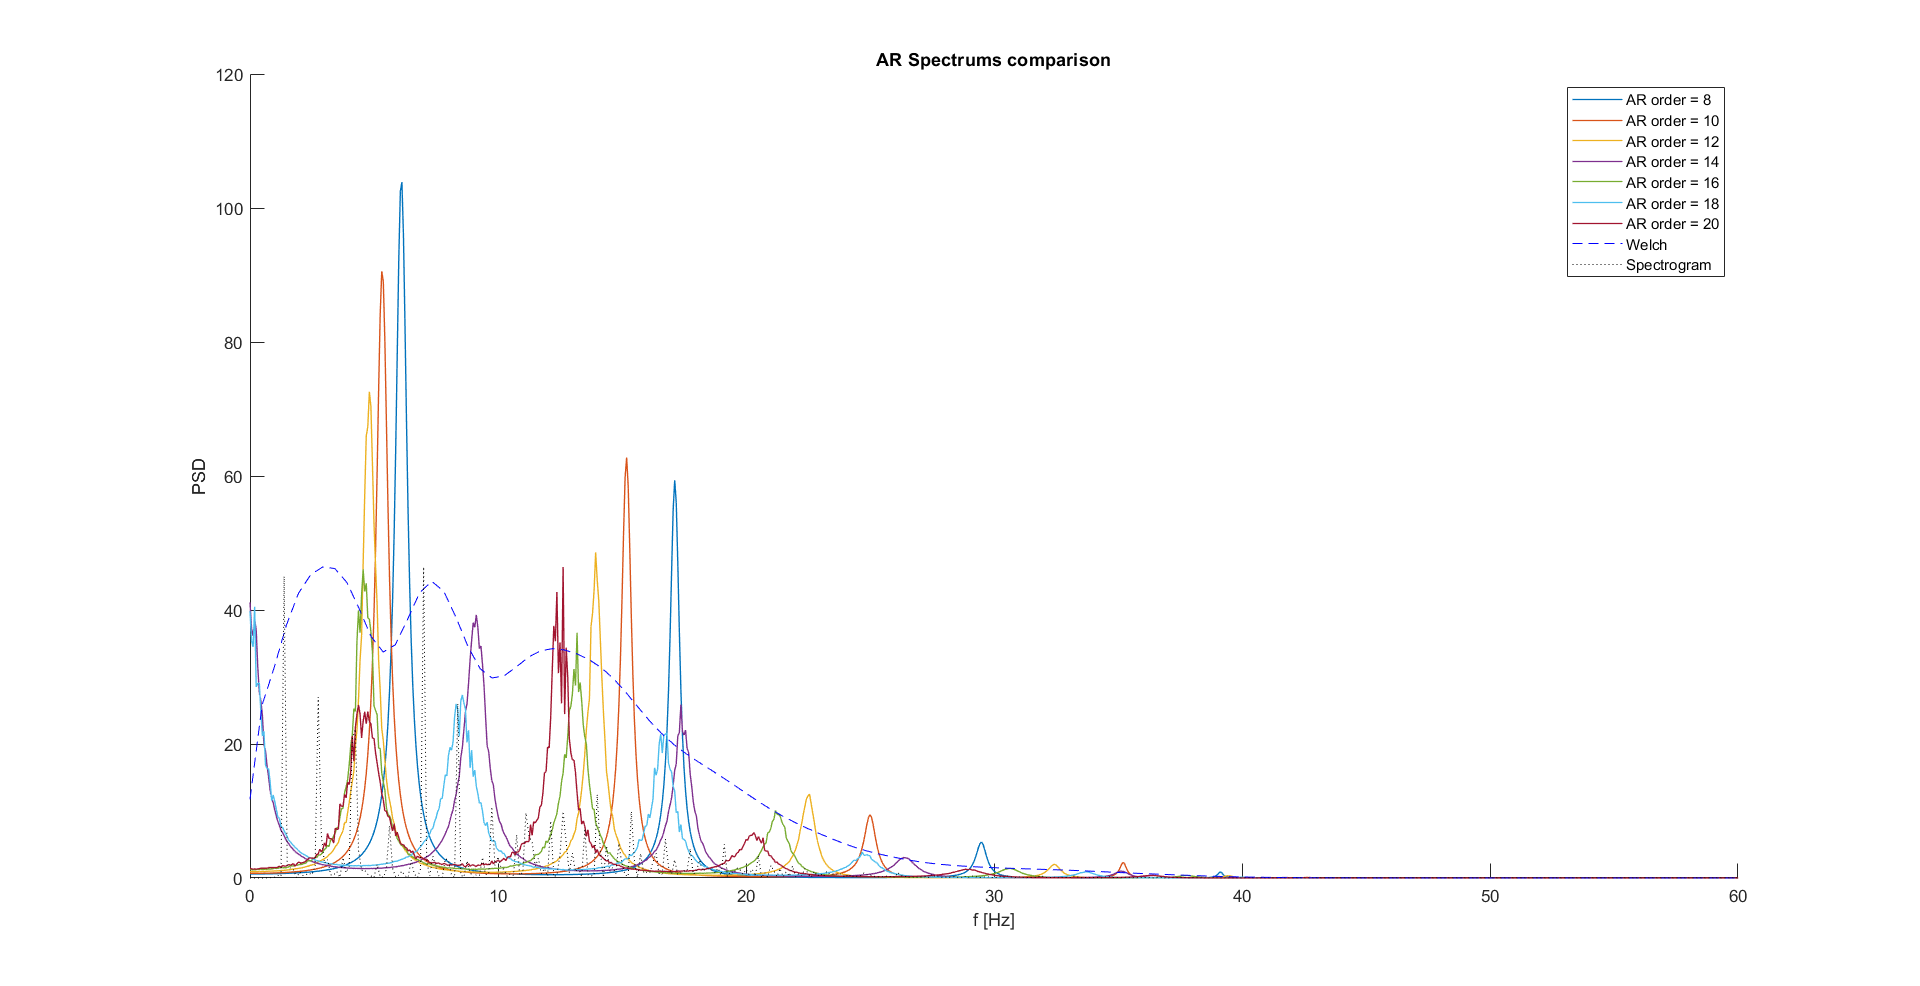 AR Spectrums comparison
120
100
80
60
40
20
0
PSD
0 10 20 30 40 50 60
f [Hz]
AR order = 8
AR order = 10
AR order = 12
AR order = 14
AR order = 16
AR order = 18
AR order = 20
Welch
Spectrogram